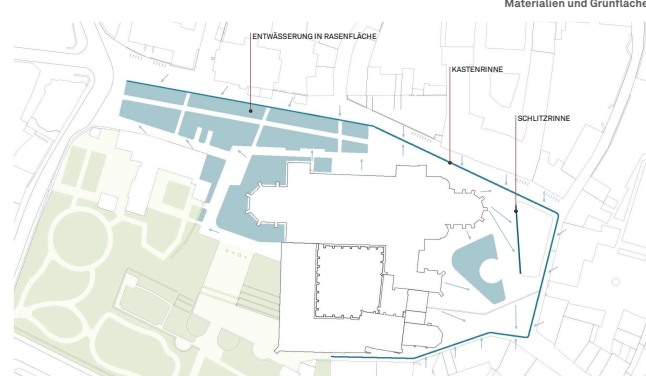 Materialien und Grünfläche
ENTWÄSSERUNG IN RASENFLÄCHE
KASTENRINNE
SCHLITZRINNE